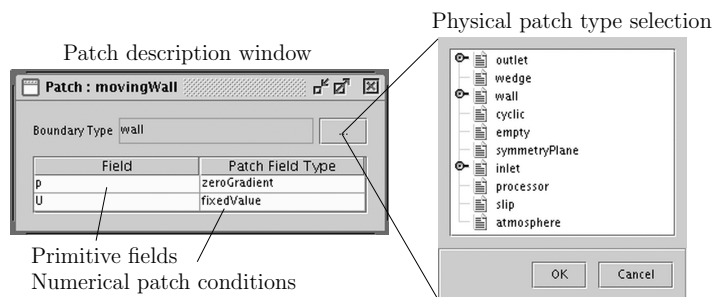 Physical patch type selection
Patch description window
Patch : movingWall
Boundary Type wall ...
Field Patch Field Type
p zeroGradient
U fixedValue
Primitive fields
Numerical patch conditions
outlet
wedge
wall
cyclic
empty
symmetryPlane
inlet
processor
slip
atmosphere
OK Cancel